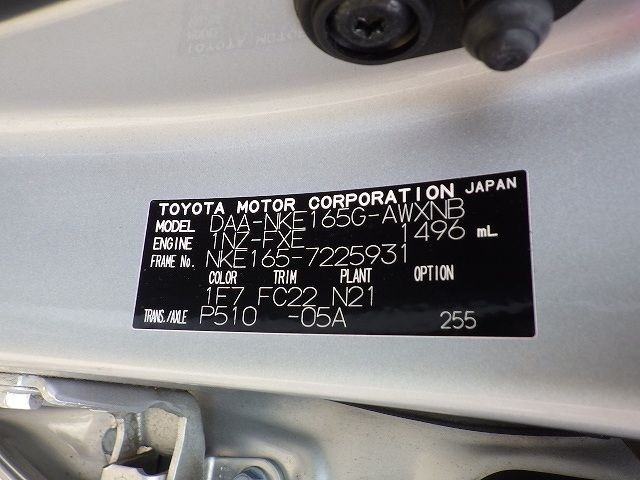 TOYOTA MOTOR CORPORATION JAPAN
MODEL DAA-NKE165G-AWXNB
ENGINE 1NZ-FXE 1496 mL
FRAME No. NKE165-7225931
COLOR TRIM PLANT OPTION
1F7 FC22 N21
TRANS./AXLE P510 -05A 255